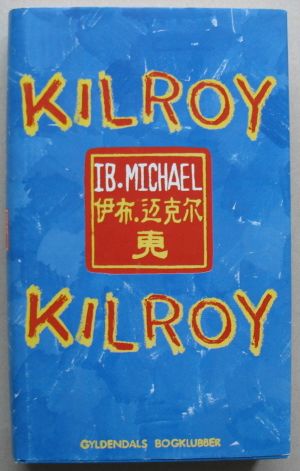 KILROY
IB.MICHAEL
伊布.迈克尔
KILROY
GYLDENDALS BOGKLUBBER